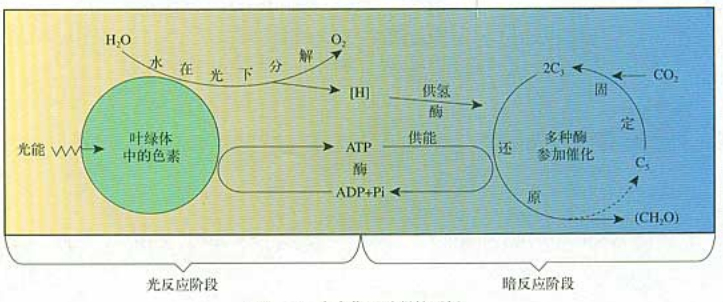 H₂O
O₂
水在光下分解
[H]
供氢
酶
2C₃
CO₂
固定
光能
叶绿体
中的色素
ATP
供能
酶
ADP+Pi
还原
多种酶
参加催化
C₅
(CH₂O)
光反应阶段
暗反应阶段